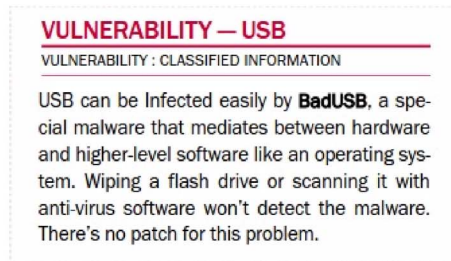 VULNERABILITY — USB
VULNERABILITY : CLASSIFIED INFORMATION
USB can be Infected easily by BadUSB, a spe-
cial malware that mediates between hardware
and higher-level software like an operating sys-
tem. Wiping a flash drive or scanning it with
anti-virus software won't detect the malware.
There's no patch for this problem.